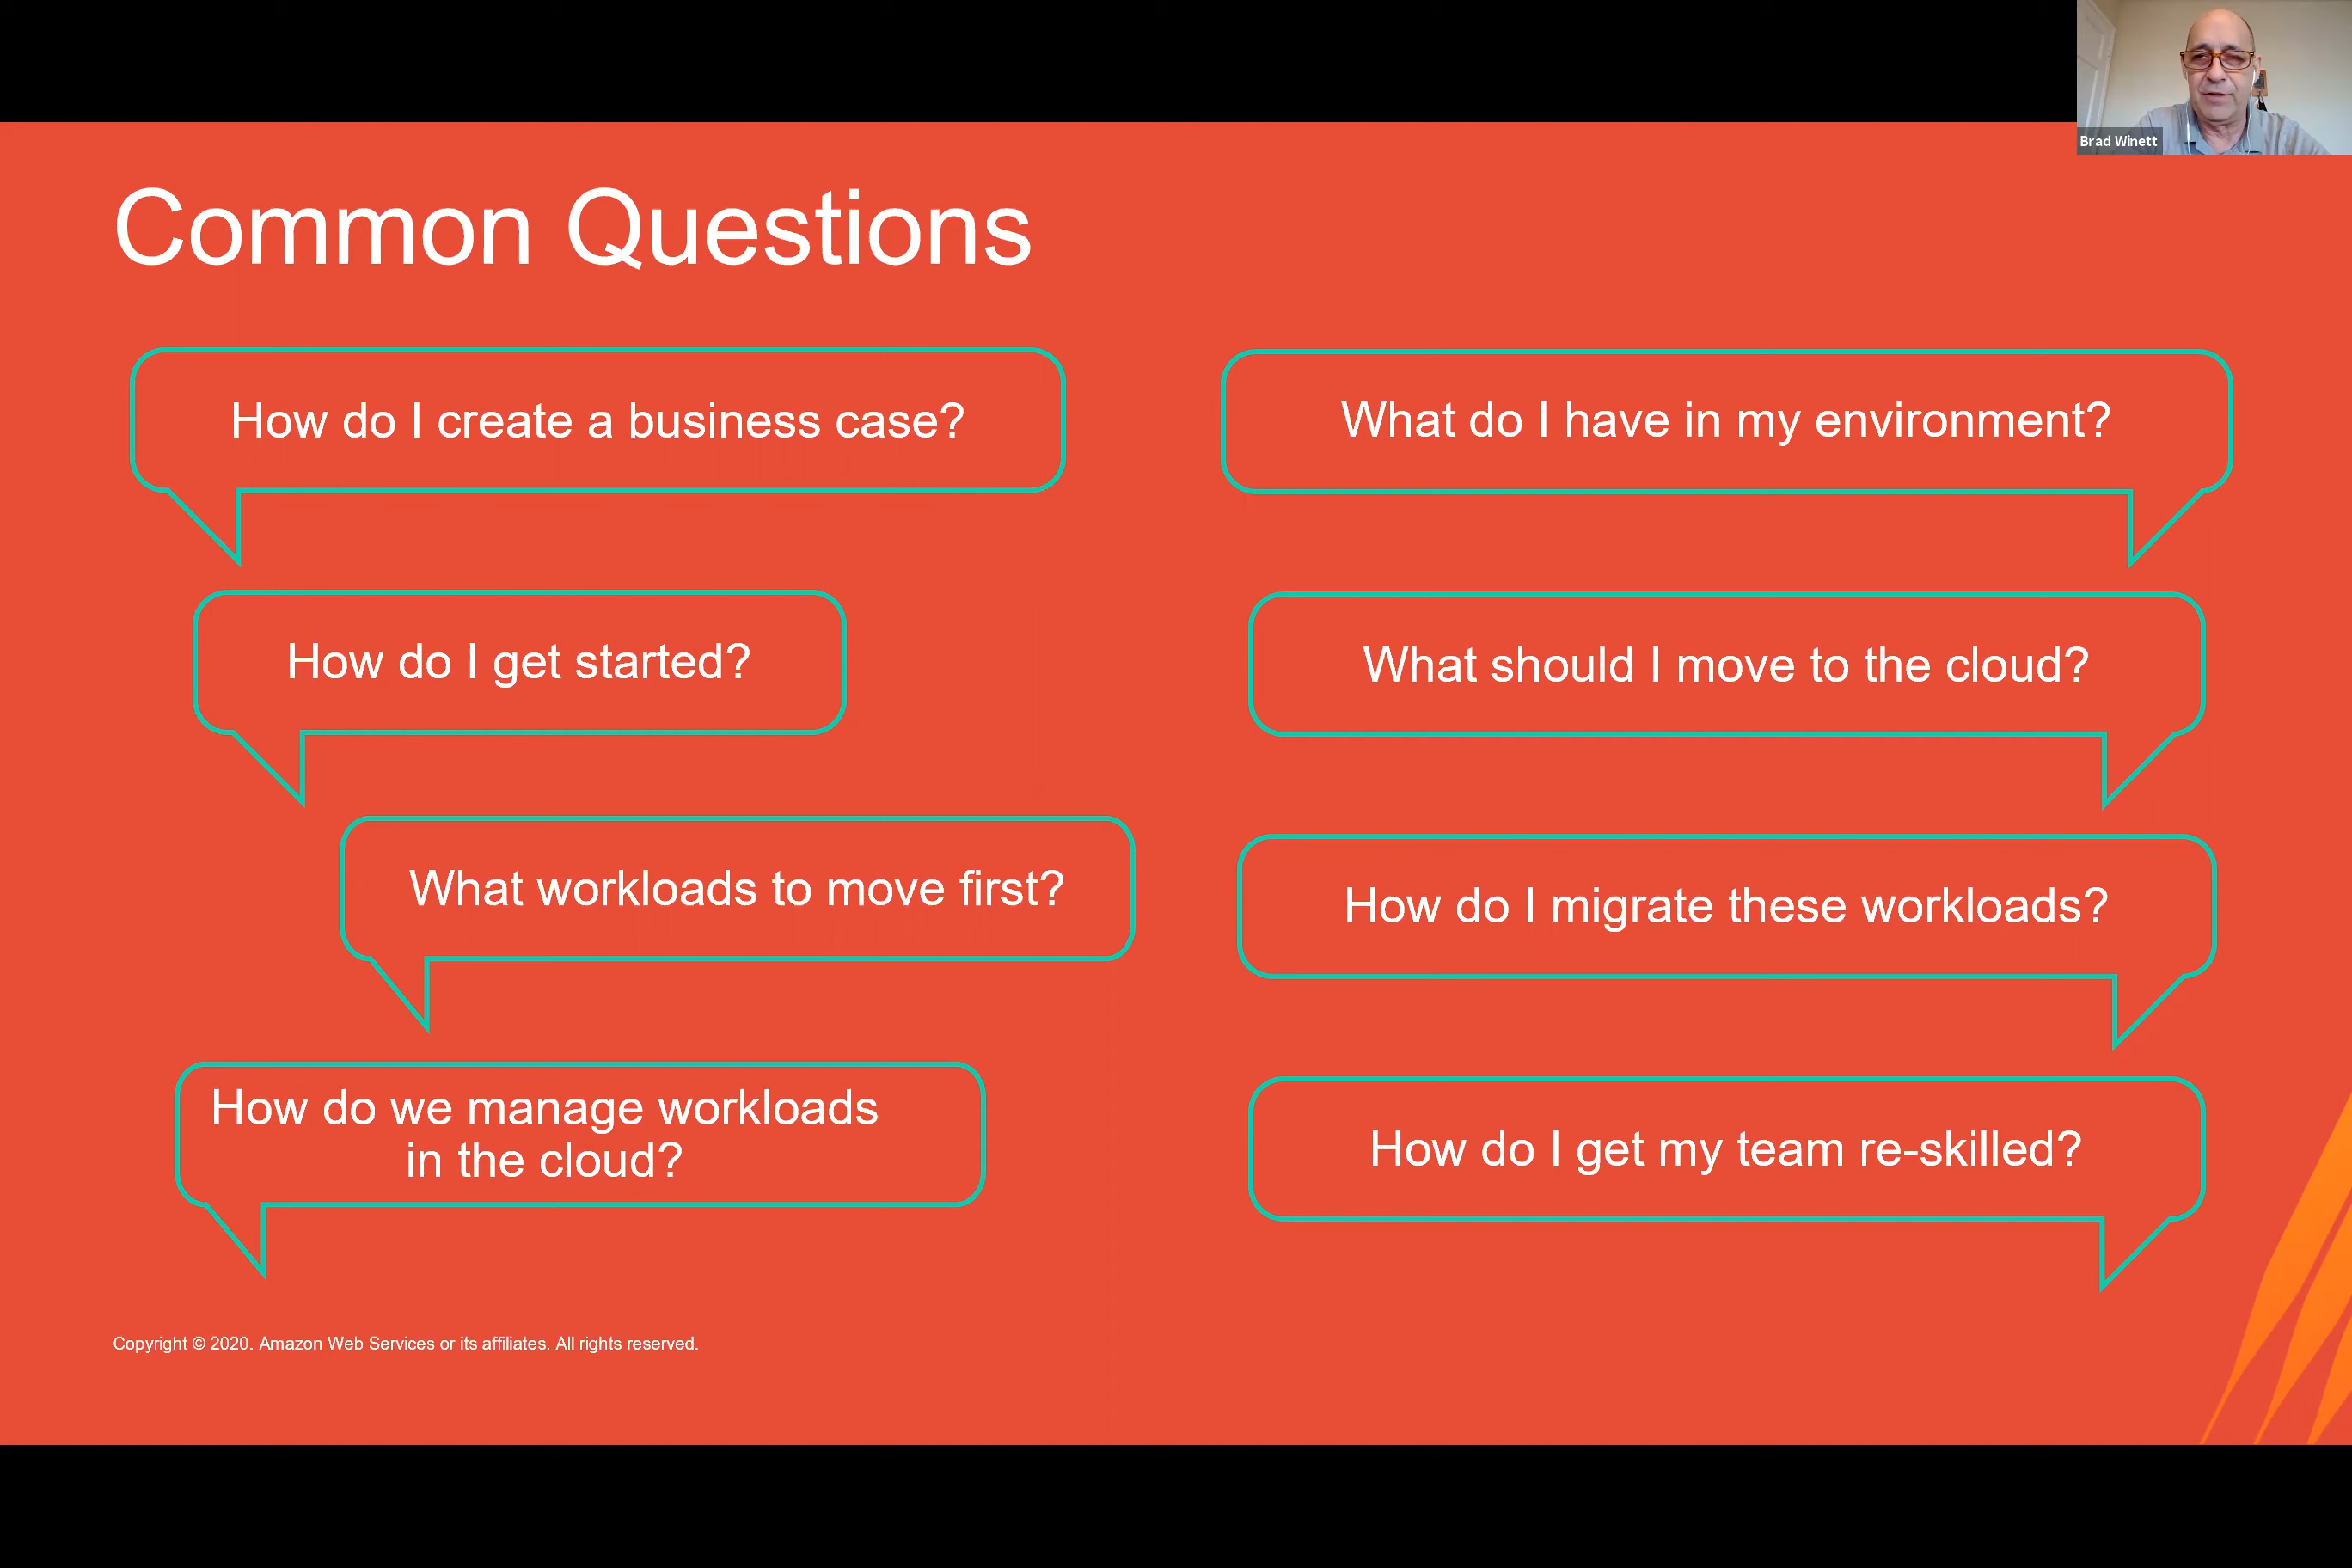 Brad Winett
Common Questions
How do I create a business case?
What do I have in my environment?
How do I get started?
What should I move to the cloud?
What workloads to move first?
How do I migrate these workloads?
How do we manage workloads
in the cloud?
How do I get my team re-skilled?
Copyright © 2020. Amazon Web Services or its affiliates. All rights reserved.